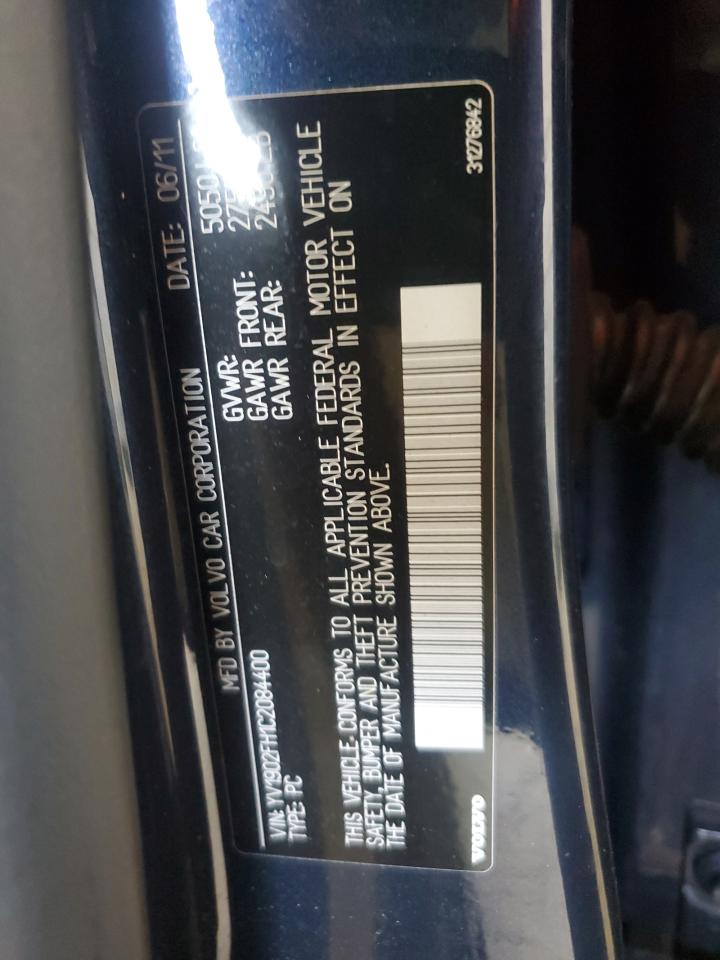 MFD BY VOLVO CAR CORPORATION DATE: 06/11
VIN: YV1902FH1C2084400
TYPE: PC
GVWR: 5050
GAWR FRONT:
GAWR REAR:
THIS VEHICLE CONFORMS TO ALL APPLICABLE FEDERAL MOTOR VEHICLE
SAFETY, BUMPER AND THEFT PREVENTION STANDARDS IN EFFECT ON
THE DATE OF MANUFACTURE SHOWN ABOVE.
VOLVO
31276842